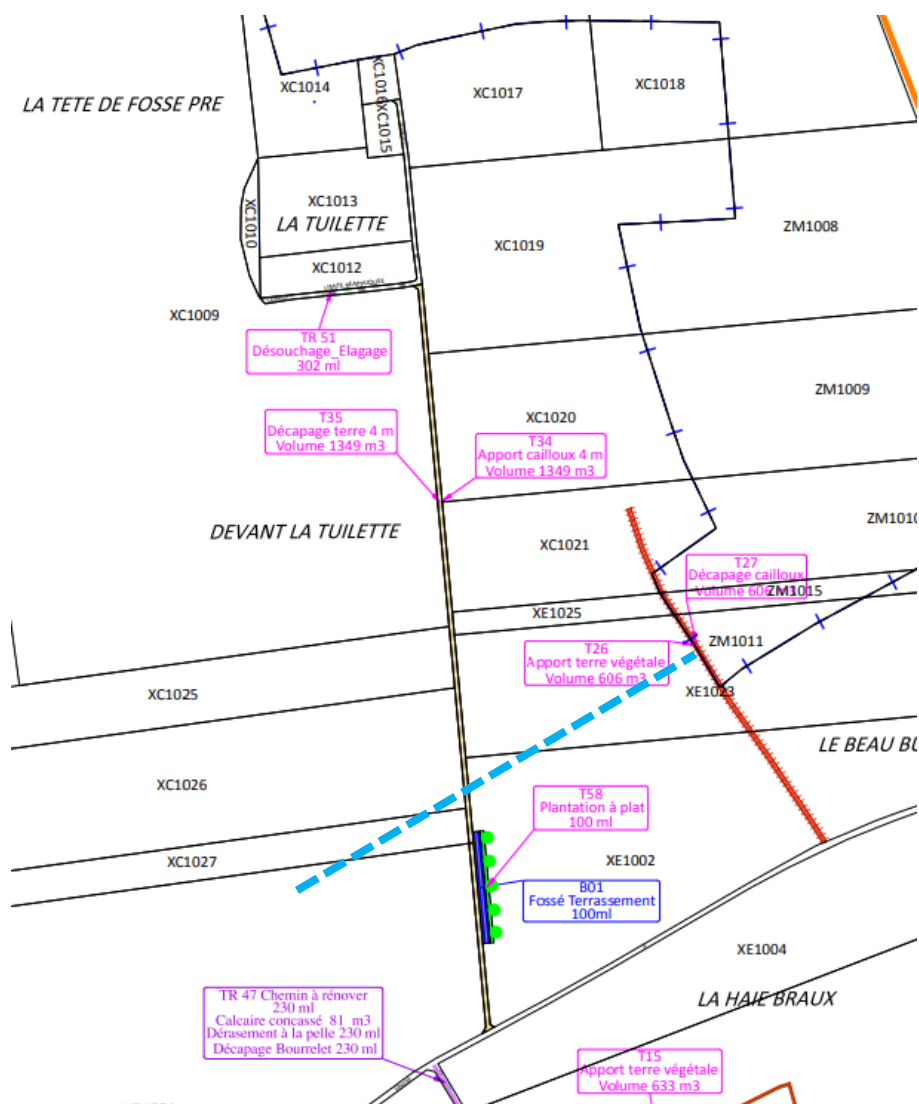 XC1014
XC1016
XC1015
XC1017
XC1018
LA TETE DE FOSSE PRE
XC1013
XC1010
LA TUILETTE
XC1012
XC1019
ZM1008
XC1009
TR 51
Désouchage_Elagage
302 ml
ZM1009
XC1020
T35
Décapage terre 4 m
Volume 1349 m3
T34
Apport cailloux 4 m
Volume 1349 m3
DEVANT LA TUILETTE
XC1021
ZM1010
T27
Décapage cailloux
Volume 606 m3
ZM1015
XE1025
ZM1011
T26
Apport terre végétale
Volume 606 m3
XE1023
XC1025
LE BEAU BU
XC1026
T58
Plantation à plat
100 ml
XC1027
XE1002
B01
Fossé Terrassement
100ml
XE1004
LA HAIE BRAUX
TR 47 Chemin à rénover
230 ml
Calcaire concassé 81 m3
Dérasement à la pelle 230 ml
Décapage Bourrelet 230 ml
T15
Apport terre végétale
Volume 633 m3